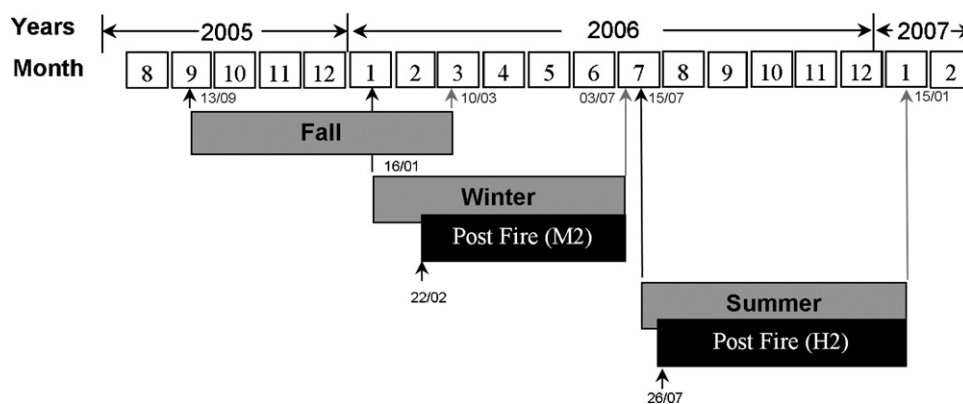 Years 2005 2006 2007
Month 8 9 10 11 12 1 2 3 4 5 6 7 8 9 10 11 12 1 2
13/09 10/03 03/07 15/07 15/01
Fall
16/01
Winter
Post Fire (M2)
22/02
Summer
Post Fire (H2)
26/07